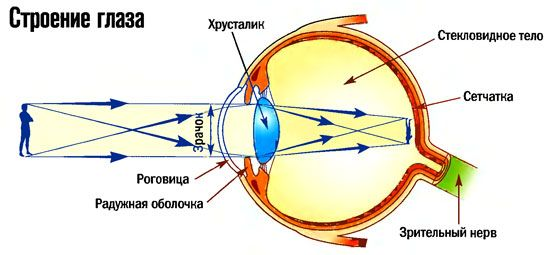 Строение глаза
Хрусталик
Стекловидное тело
Сетчатка
Зрачок
Роговица
Радужная оболочка
Зрительный нерв